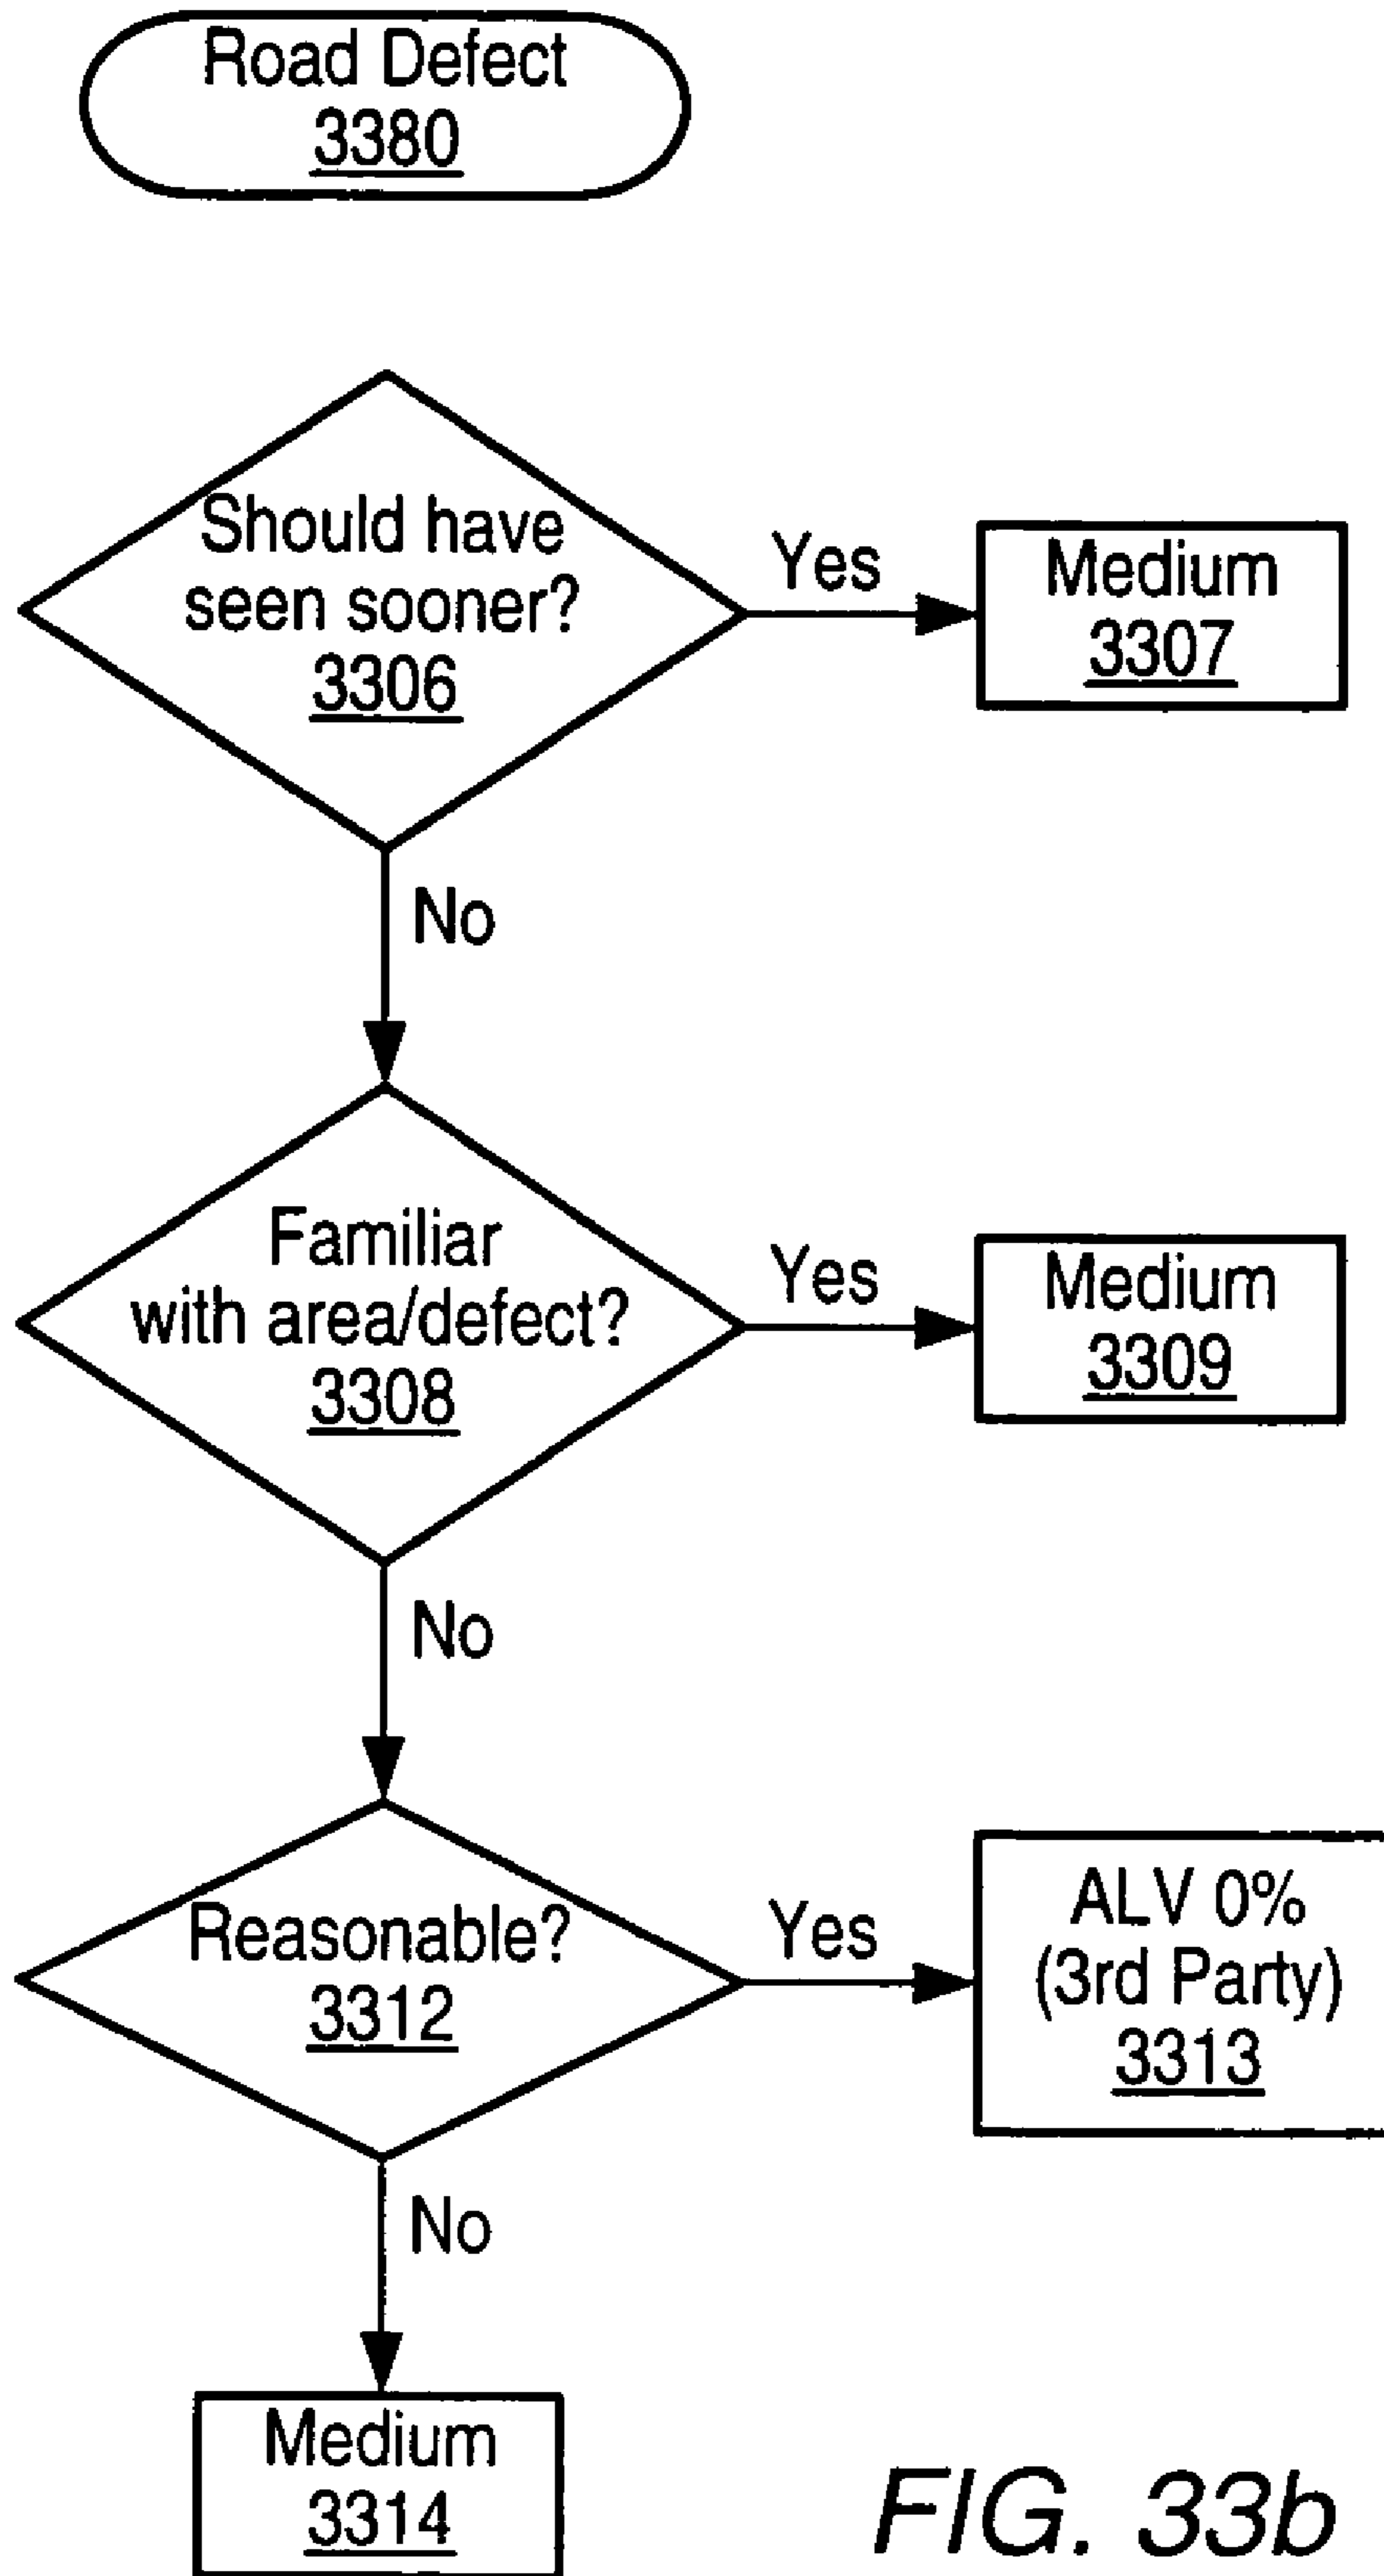 Road Defect
3380
Should have
seen sooner?
3306
Yes
Medium
3307
No
Familiar
with area/defect?
3308
Yes
Medium
3309
No
Reasonable?
3312
Yes
ALV 0%
(3rd Party)
3313
No
Medium
3314
FIG. 33b